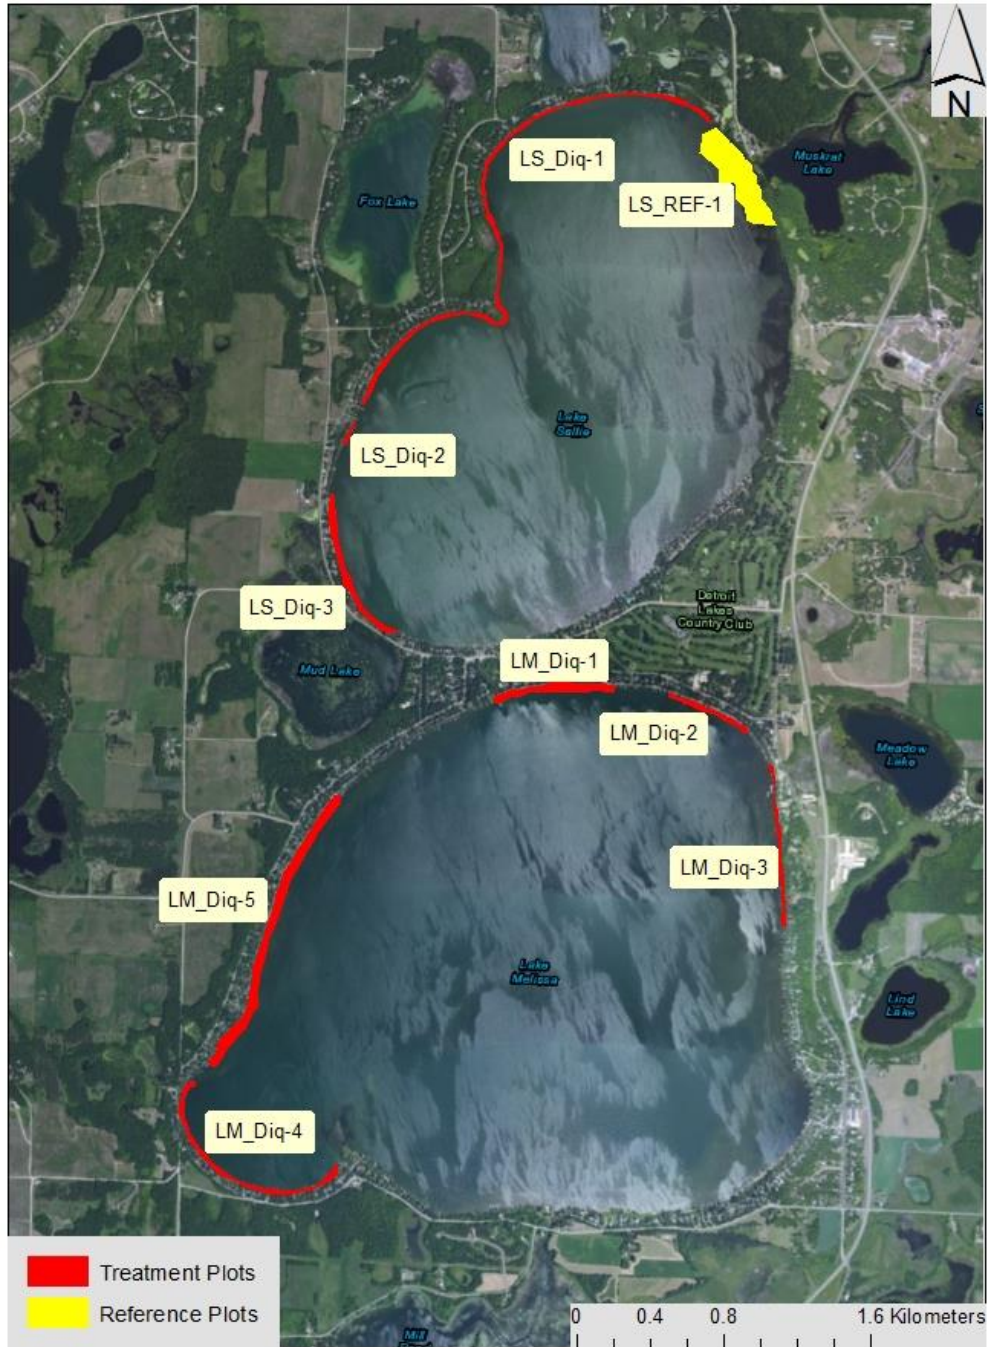 N
LS_Diq-1
Muskrat
Lake
Fox Lake
LS_REF-1
Lake
Sallie
LS_Diq-2
LS_Diq-3
Detroit
Lakes
Country Club
LM_Diq-1
Mud Lake
LM_Diq-2
Meadow
Lake
LM_Diq-3
LM_Diq-5
Lake
Melissa
Lind
Lake
LM_Diq-4
Treatment Plots
Reference Plots
0 0.4 0.8 1.6 Kilometers
Mill